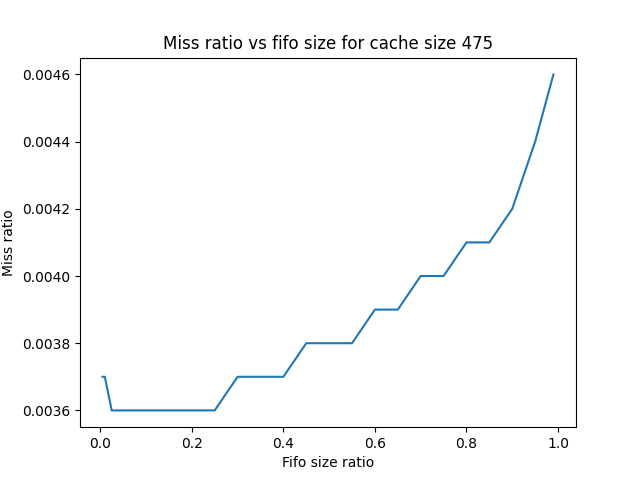 Miss ratio vs fifo size for cache size 475
0.0046
0.0044
0.0042
0.0040
0.0038
0.0036
Miss ratio
0.0 0.2 0.4 0.6 0.8 1.0
Fifo size ratio